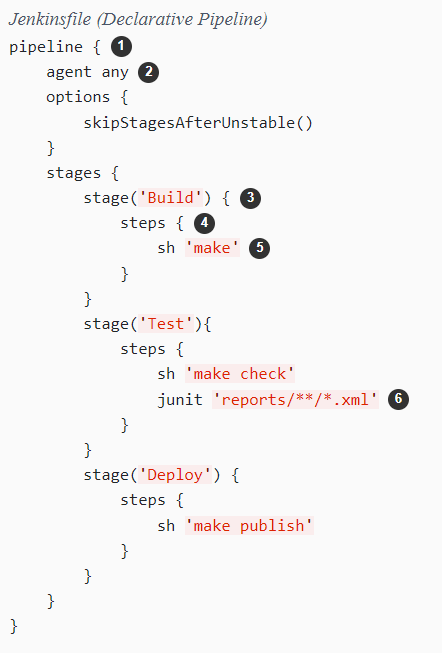 Jenkinsfile (Declarative Pipeline)
pipeline { 1
    agent any 2
    options {
        skipStagesAfterUnstable()
    }
    stages {
        stage('Build') { 3
            steps { 4
                sh 'make' 5
            }
        }
        stage('Test'){
            steps {
                sh 'make check'
                junit 'reports/**/*.xml' 6
            }
        }
        stage('Deploy') {
            steps {
                sh 'make publish'
            }
        }
    }
}